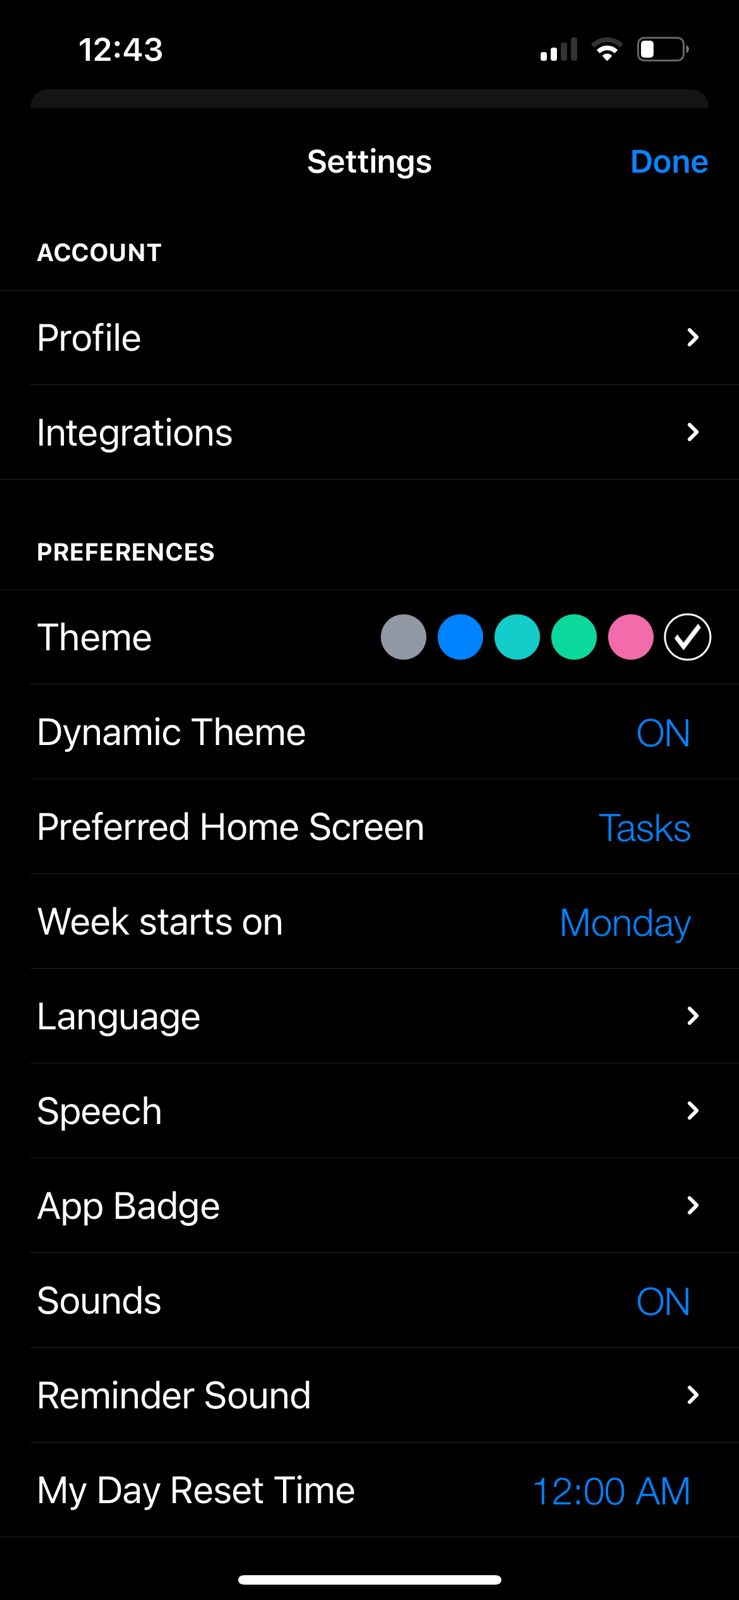 12:43
Settings
Done
ACCOUNT
Profile
Integrations
PREFERENCES
Theme
Dynamic Theme ON
Preferred Home Screen Tasks
Week starts on Monday
Language
Speech
App Badge
Sounds ON
Reminder Sound
My Day Reset Time 12:00 AM